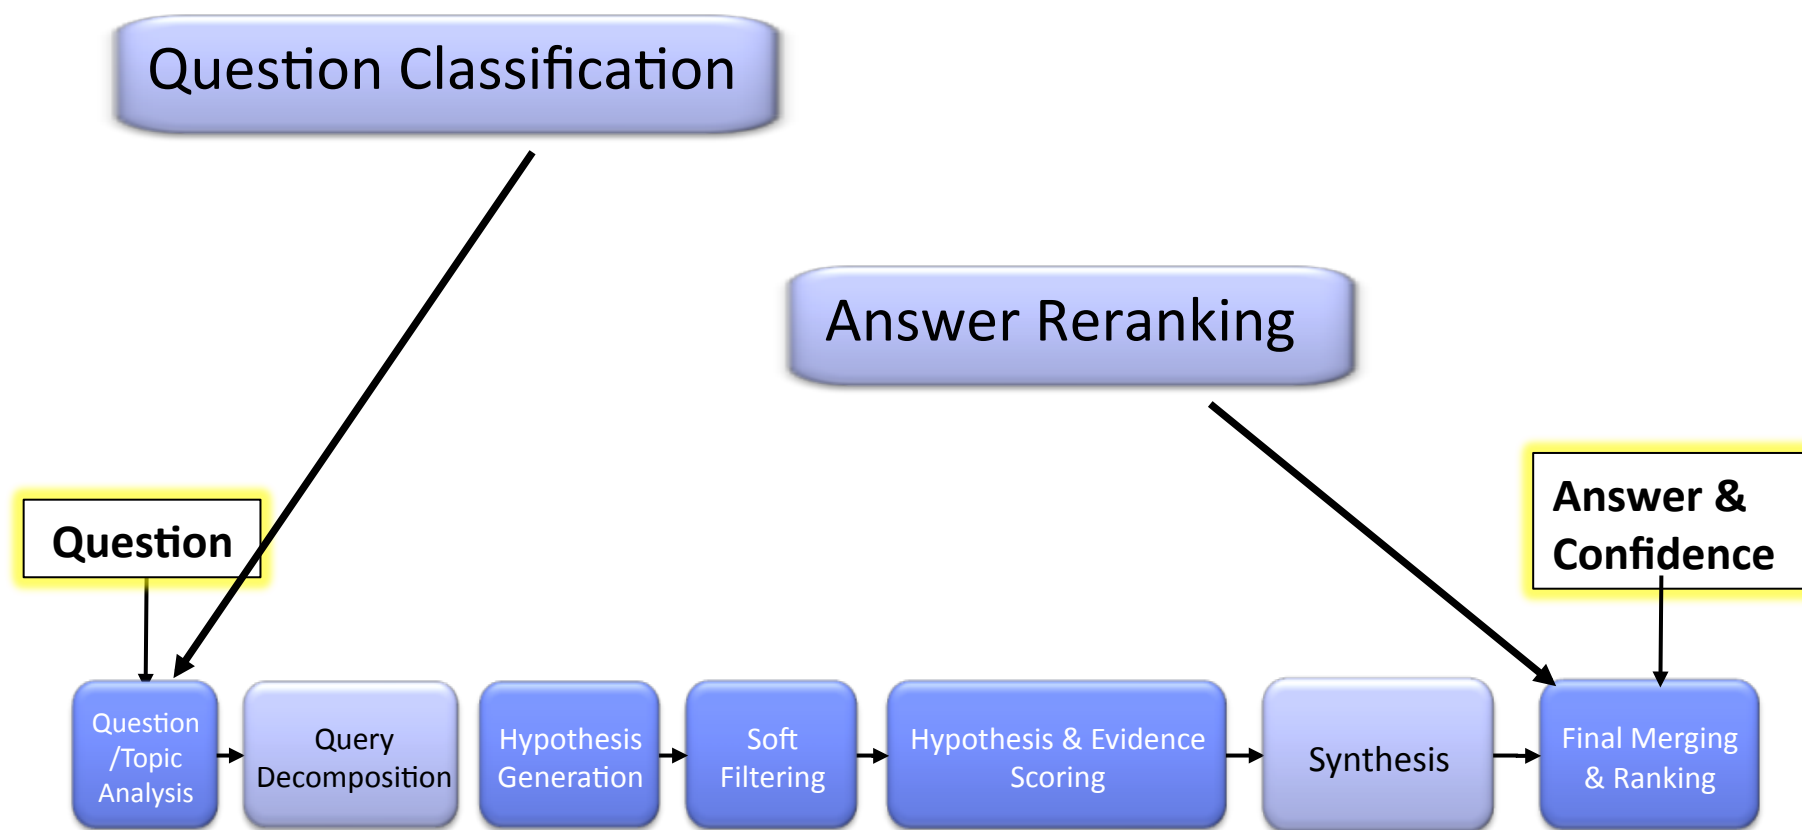 Question Classification
Answer Reranking
Question
Answer &
Confidence
Question
/Topic
Analysis
Query
Decomposition
Hypothesis
Generation
Soft
Filtering
Hypothesis & Evidence
Scoring
Synthesis
Final Merging
& Ranking